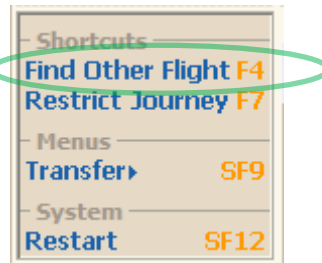 Shortcuts
Find Other Flight F4
Restrict Journey F7
Menus
Transfer▸ SF9
System
Restart SF12